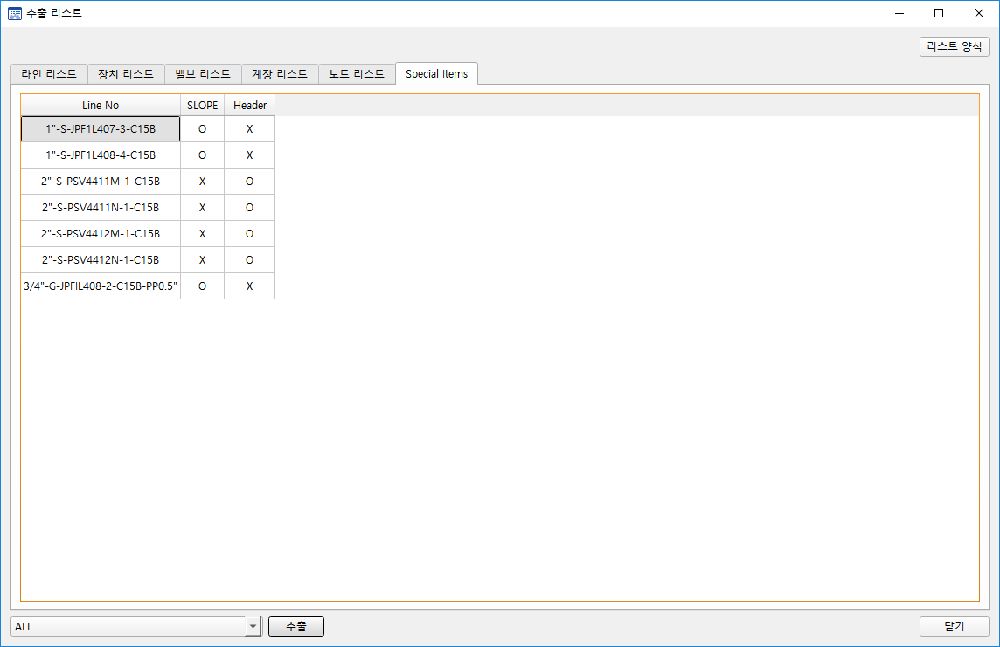 추출 리스트
리스트 양식
라인 리스트 장치 리스트 밸브 리스트 계장 리스트 노트 리스트 Special Items
Line No SLOPE Header
1"-S-JPF1L407-3-C15B O X
1"-S-JPF1L408-4-C15B O X
2"-S-PSV4411M-1-C15B X O
2"-S-PSV4411N-1-C15B X O
2"-S-PSV4412M-1-C15B X O
2"-S-PSV4412N-1-C15B X O
3/4"-G-JPFIL408-2-C15B-PP0.5" O X
ALL 추출 닫기